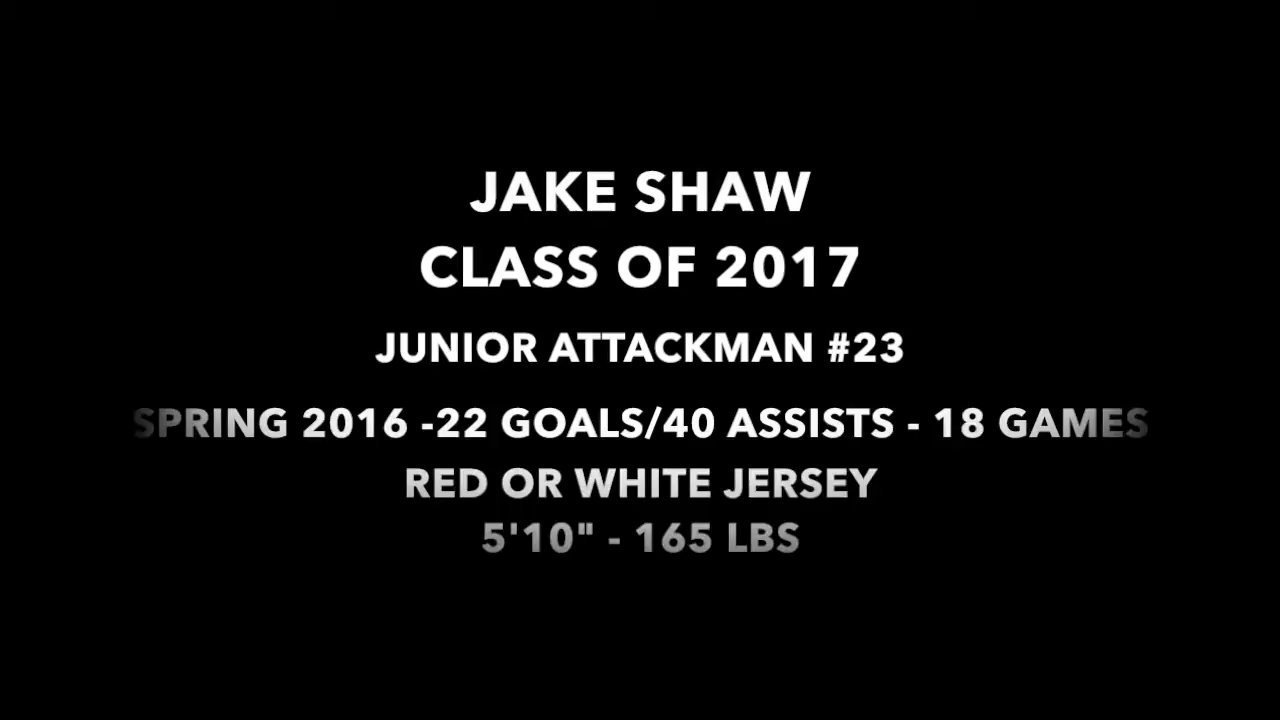 JAKE SHAW
CLASS OF 2017
JUNIOR ATTACKMAN #23
SPRING 2016 -22 GOALS/40 ASSISTS - 18 GAMES
RED OR WHITE JERSEY
5'10" - 165 LBS